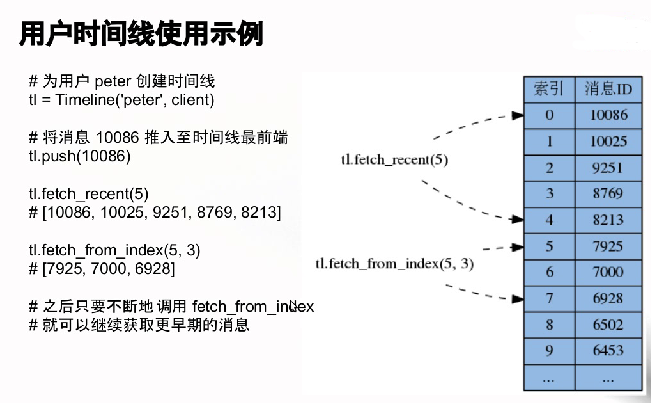 用户时间线使用示例
# 为用户 peter 创建时间线
tl = Timeline('peter', client)
# 将消息 10086 推入至时间线最前端
tl.push(10086)
tl.fetch_recent(5)
# [10086, 10025, 9251, 8769, 8213]
tl.fetch_from_index(5, 3)
# [7925, 7000, 6928]
# 之后只要不断地调用 fetch_from_index
# 就可以继续获取更早期的消息
tl.fetch_recent(5)
tl.fetch_from_index(5, 3)
索引 消息ID
0 10086
1 10025
2 9251
3 8769
4 8213
5 7925
6 7000
7 6928
8 6502
9 6453
... ...